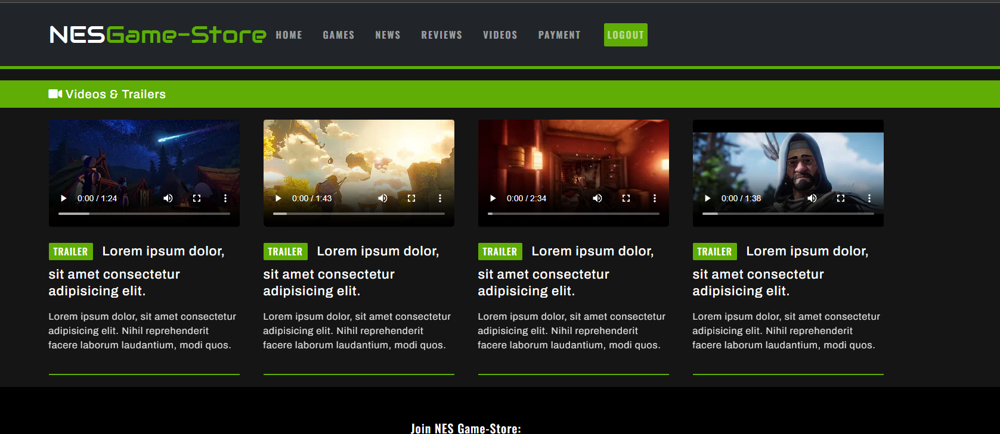 NESGame-Store HOME GAMES NEWS REVIEWS VIDEOS PAYMENT LOGOUT
Videos & Trailers
0:00 / 1:24
0:00 / 1:43
0:00 / 2:34
0:00 / 1:38
TRAILER Lorem ipsum dolor,
sit amet consectetur
adipisicing elit.
Lorem ipsum dolor, sit amet consectetur
adipisicing elit. Nihil reprehenderit
facere laborum laudantium, modi quos.
TRAILER Lorem ipsum dolor,
sit amet consectetur
adipisicing elit.
Lorem ipsum dolor, sit amet consectetur
adipisicing elit. Nihil reprehenderit
facere laborum laudantium, modi quos.
TRAILER Lorem ipsum dolor,
sit amet consectetur
adipisicing elit.
Lorem ipsum dolor, sit amet consectetur
adipisicing elit. Nihil reprehenderit
facere laborum laudantium, modi quos.
TRAILER Lorem ipsum dolor,
sit amet consectetur
adipisicing elit.
Lorem ipsum dolor, sit amet consectetur
adipisicing elit. Nihil reprehenderit
facere laborum laudantium, modi quos.
Join NES Game-Store: